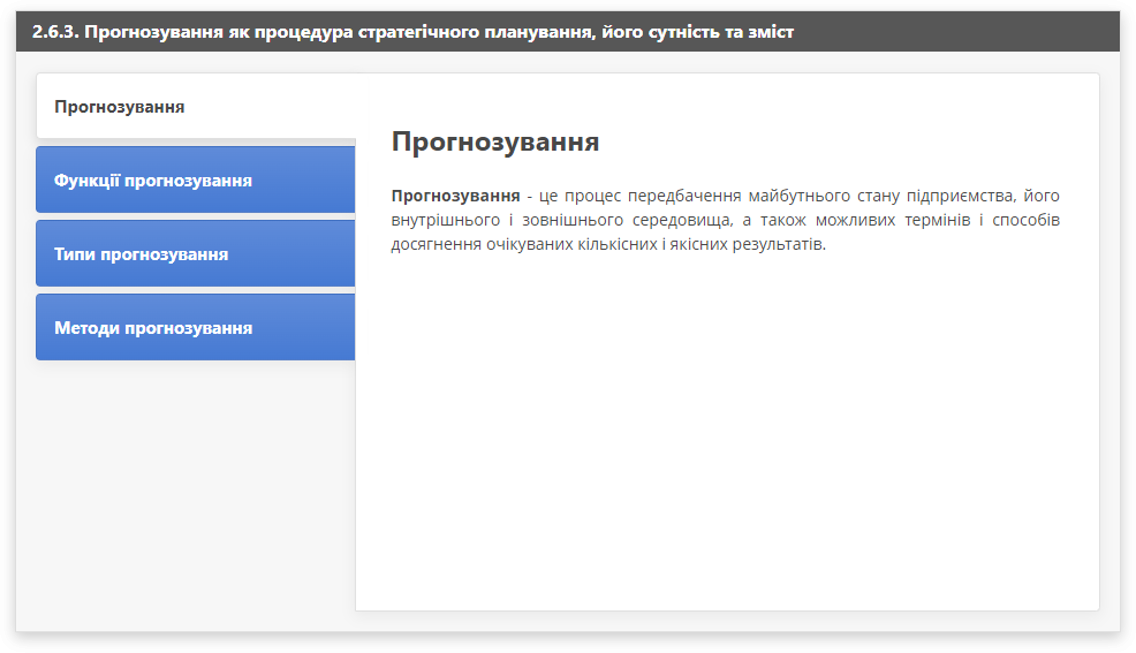 2.6.3. Прогнозування як процедура стратегічного планування, його сутність та зміст
Прогнозування
Функції прогнозування
Типи прогнозування
Методи прогнозування
Прогнозування
Прогнозування - це процес передбачення майбутнього стану підприємства, його
внутрішнього і зовнішнього середовища, а також можливих термінів і способів
досягнення очікуваних кількісних і якісних результатів.